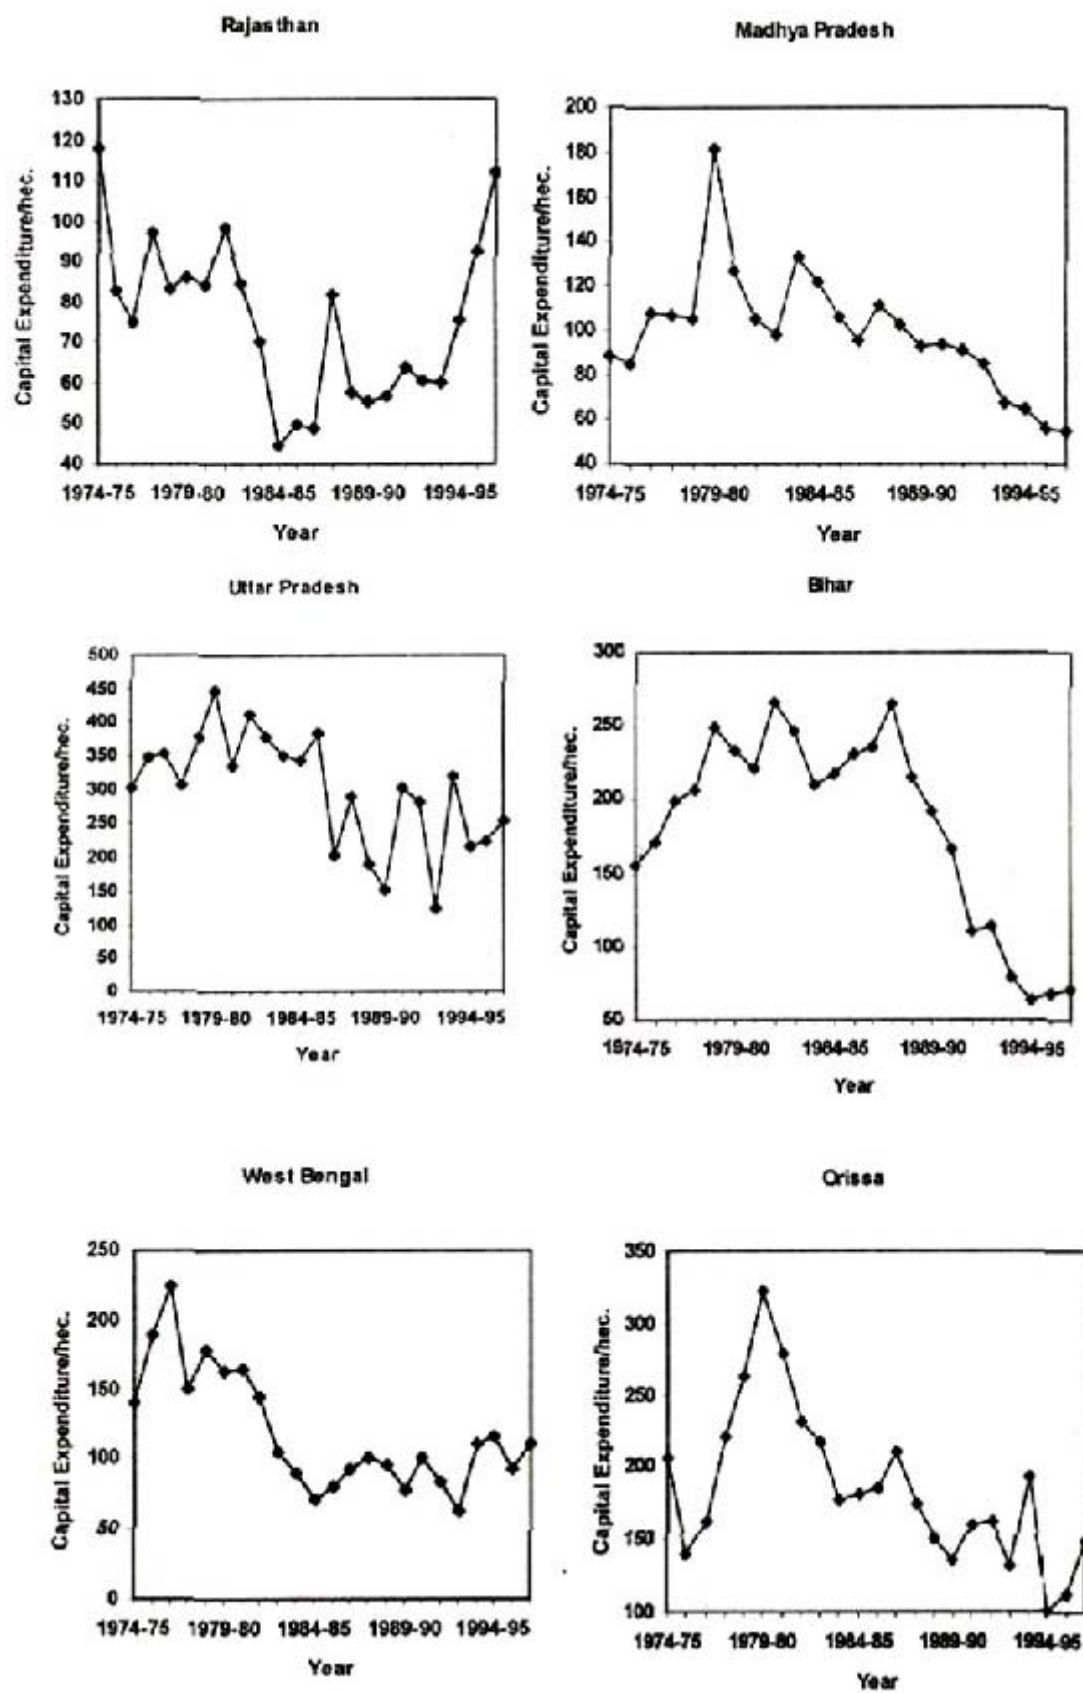 Rajasthan
Capital Expenditure/hec.
130
120
110
100
90
80
70
60
50
40
1974-75 1979-80 1984-85 1989-90 1994-95
Year
Madhya Pradesh
Capital Expenditure/hec.
200
180
160
140
120
100
80
60
40
1974-75 1979-80 1984-85 1989-90 1994-95
Year
Uttar Pradesh
Capital Expenditure/hec.
500
450
400
350
300
250
200
150
100
50
0
1974-75 1979-80 1984-85 1989-90 1994-95
Year
Bihar
Capital Expenditure/hec.
300
250
200
150
100
50
1974-75 1979-80 1984-85 1989-90 1994-95
Year
West Bengal
Capital Expenditure/hec.
250
200
150
100
50
0
1974-75 1979-80 1984-85 1989-90 1994-95
Year
Orissa
Capital Expenditure/hec.
350
300
250
200
150
100
1974-75 1979-80 1984-85 1989-90 1994-95
Year